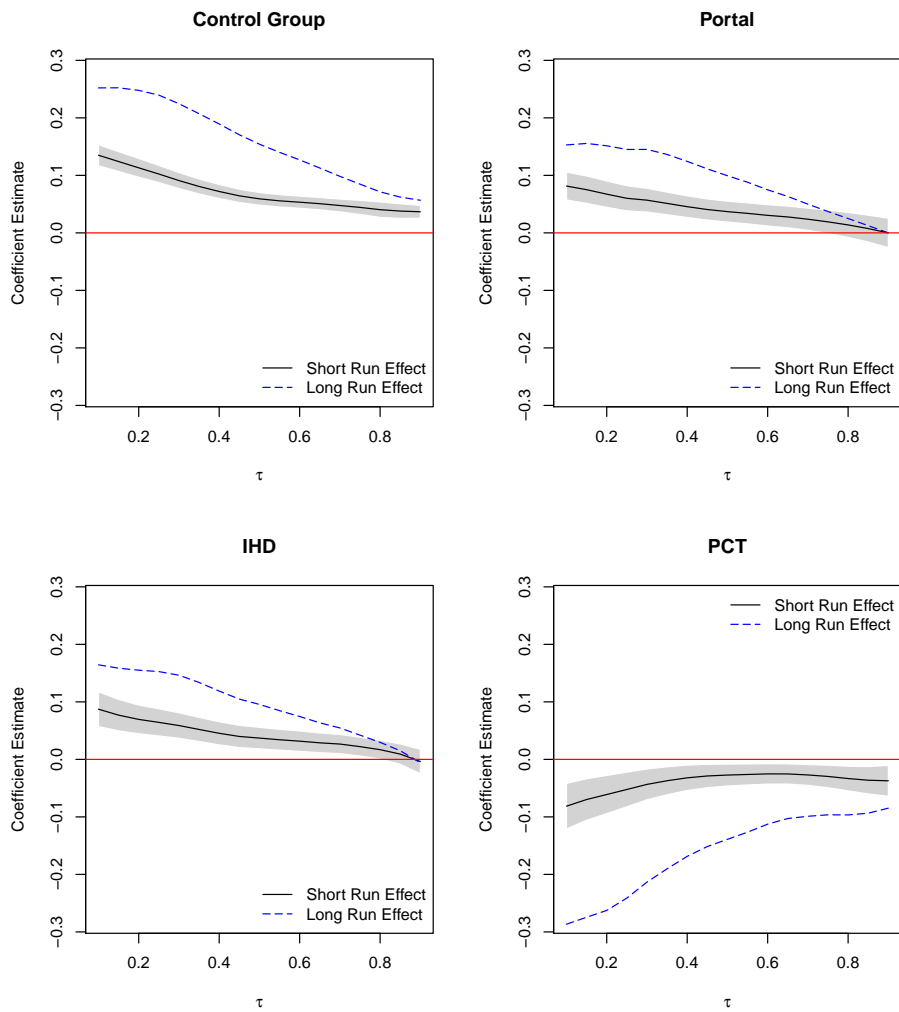 Control Group
Coefficient Estimate
0.3
0.2
0.1
0.0
−0.1
−0.2
−0.3
Short Run Effect
Long Run Effect
0.2 0.4 0.6 0.8
τ
Portal
Coefficient Estimate
0.3
0.2
0.1
0.0
−0.1
−0.2
−0.3
Short Run Effect
Long Run Effect
0.2 0.4 0.6 0.8
τ
IHD
Coefficient Estimate
0.3
0.2
0.1
0.0
−0.1
−0.2
−0.3
Short Run Effect
Long Run Effect
0.2 0.4 0.6 0.8
τ
PCT
Coefficient Estimate
0.3
0.2
0.1
0.0
−0.1
−0.2
−0.3
Short Run Effect
Long Run Effect
0.2 0.4 0.6 0.8
τ